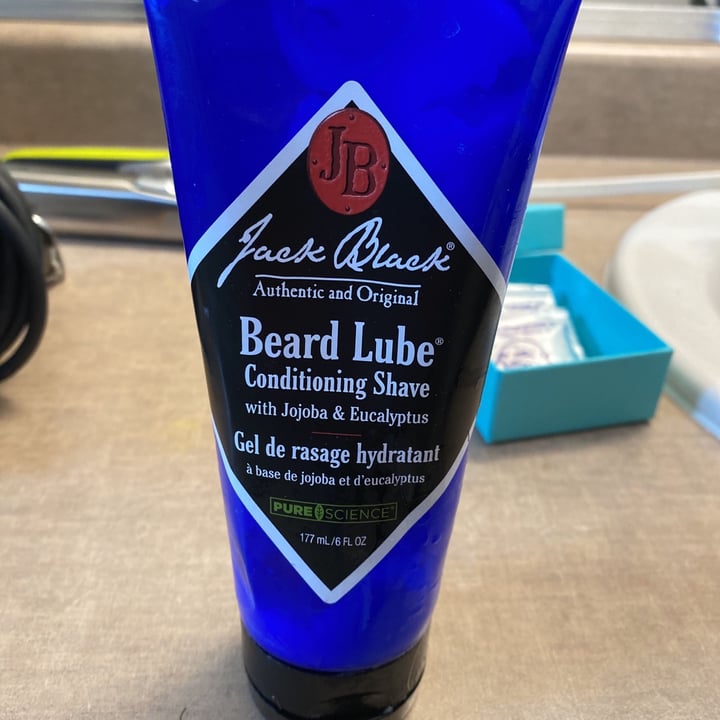 JB
Jack Black®
Authentic and Original
Beard Lube®
Conditioning Shave
with Jojoba & Eucalyptus
Gel de rasage hydratant
à base de jojoba et d'eucalyptus
PURE SCIENCE™
177 mL/6 FL OZ